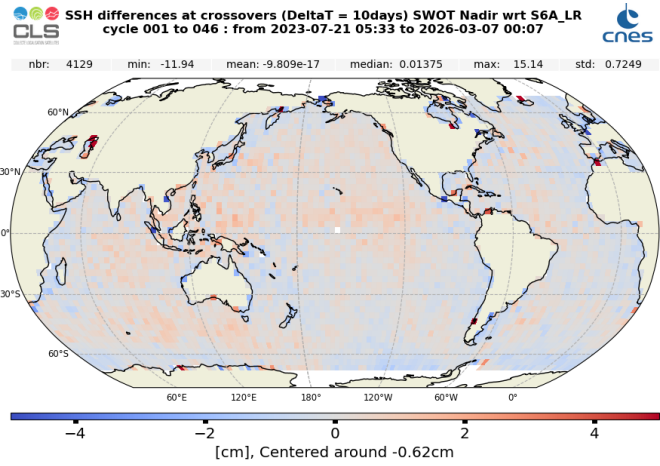 CLS
SSH differences at crossovers (DeltaT = 10days) SWOT Nadir wrt S6A_LR
cycle 001 to 046 : from 2023-07-21 05:33 to 2026-03-07 00:07
cnes
nbr: 4129 min: -11.94 mean: -9.809e-17 median: 0.01375 max: 15.14 std: 0.7249
60°N
30°N
0°
30°S
60°S
60°E 120°E 180° 120°W 60°W 0°
−4 −2 0 2 4
[cm], Centered around -0.62cm